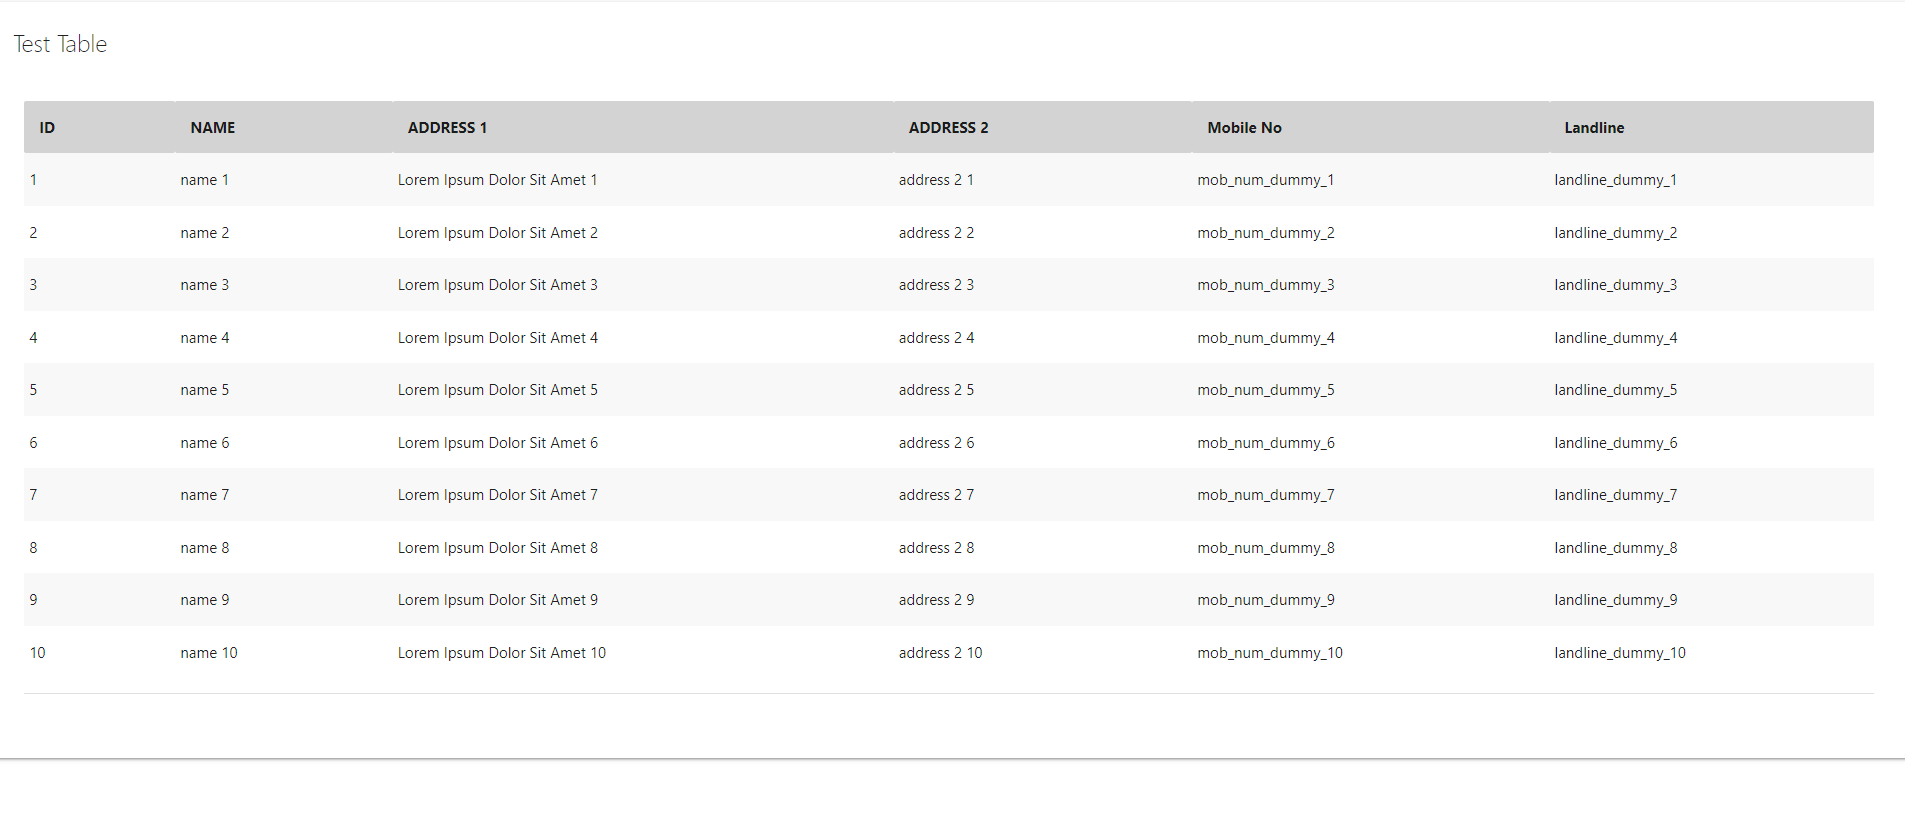 Test Table
ID NAME ADDRESS 1 ADDRESS 2 Mobile No Landline
1 name 1 Lorem Ipsum Dolor Sit Amet 1 address 2 1 mob_num_dummy_1 landline_dummy_1
2 name 2 Lorem Ipsum Dolor Sit Amet 2 address 2 2 mob_num_dummy_2 landline_dummy_2
3 name 3 Lorem Ipsum Dolor Sit Amet 3 address 2 3 mob_num_dummy_3 landline_dummy_3
4 name 4 Lorem Ipsum Dolor Sit Amet 4 address 2 4 mob_num_dummy_4 landline_dummy_4
5 name 5 Lorem Ipsum Dolor Sit Amet 5 address 2 5 mob_num_dummy_5 landline_dummy_5
6 name 6 Lorem Ipsum Dolor Sit Amet 6 address 2 6 mob_num_dummy_6 landline_dummy_6
7 name 7 Lorem Ipsum Dolor Sit Amet 7 address 2 7 mob_num_dummy_7 landline_dummy_7
8 name 8 Lorem Ipsum Dolor Sit Amet 8 address 2 8 mob_num_dummy_8 landline_dummy_8
9 name 9 Lorem Ipsum Dolor Sit Amet 9 address 2 9 mob_num_dummy_9 landline_dummy_9
10 name 10 Lorem Ipsum Dolor Sit Amet 10 address 2 10 mob_num_dummy_10 landline_dummy_10